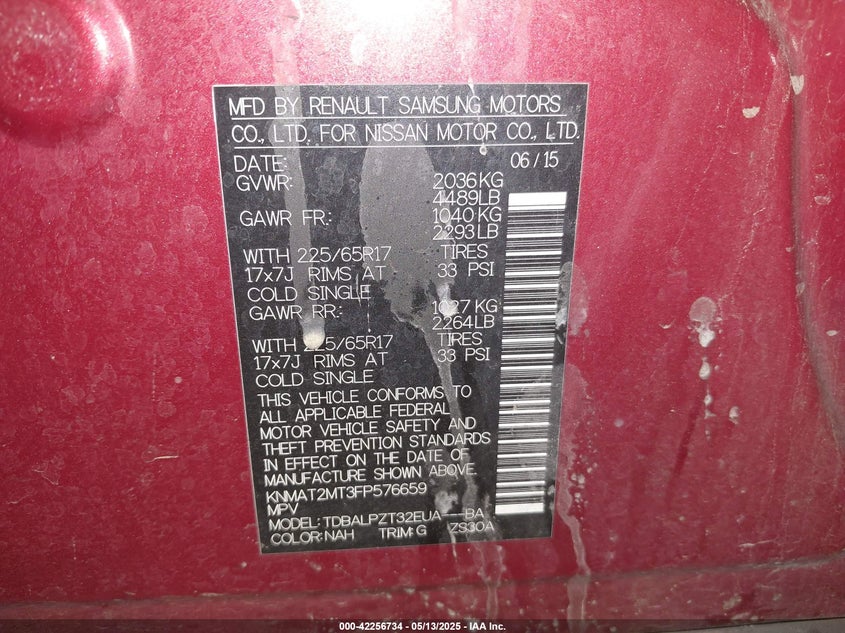 MFD BY RENAULT SAMSUNG MOTORS
CO., LTD. FOR NISSAN MOTOR CO., LTD.
DATE: 06/15
GVWR: 2036KG
4489LB
GAWR FR: 1040KG
2293LB
WITH 225/65R17 TIRES
17x7J RIMS AT 33 PSI
COLD SINGLE
GAWR RR: 1027KG
2264LB
WITH 225/65R17 TIRES
17x7J RIMS AT 33 PSI
COLD SINGLE
THIS VEHICLE CONFORMS TO
ALL APPLICABLE FEDERAL
MOTOR VEHICLE SAFETY AND
THEFT PREVENTION STANDARDS
IN EFFECT ON THE DATE OF
MANUFACTURE SHOWN ABOVE.
KNMAT2MT3FP576659
MPV
MODEL: TDBALPZT32EUA---BA
COLOR: NAH TRIM: G ZS30A
000-42256734 - 05/13/2025 - IAA Inc.